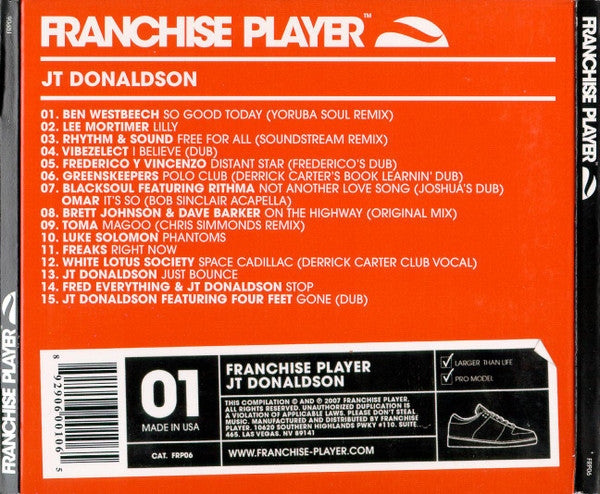 FRANCHISE PLAYER™
JT DONALDSON
01. BEN WESTBEECH SO GOOD TODAY (YORUBA SOUL REMIX)
02. LEE MORTIMER LILLY
03. RHYTHM & SOUND FREE FOR ALL (SOUNDSTREAM REMIX)
04. VIBEZELECT I BELIEVE (DUB)
05. FREDERICO Y VINCENZO DISTANT STAR (FREDERICO'S DUB)
06. GREENSKEEPERS POLO CLUB (DERRICK CARTER'S BOOK LEARNIN' DUB)
07. BLACKSOUL FEATURING RITHMA NOT ANOTHER LOVE SONG (JOSHUA'S DUB)
OMAR IT'S SO (BOB SINCLAIR ACAPELLA)
08. BRETT JOHNSON & DAVE BARKER ON THE HIGHWAY (ORIGINAL MIX)
09. TOMA MAGOO (CHRIS SIMMONDS REMIX)
10. LUKE SOLOMON PHANTOMS
11. FREAKS RIGHT NOW
12. WHITE LOTUS SOCIETY SPACE CADILLAC (DERRICK CARTER CLUB VOCAL)
13. JT DONALDSON JUST BOUNCE
14. FRED EVERYTHING & JT DONALDSON STOP
15. JT DONALDSON FEATURING FOUR FEET GONE (DUB)
8 92906 00106 5
01
MADE IN USA
CAT. FRP06
FRANCHISE PLAYER
JT DONALDSON
THIS COMPILATION © AND ℗ 2007 FRANCHISE PLAYER.
ALL RIGHTS RESERVED. UNAUTHORIZED DUPLICATION IS
A VIOLATION OF APPLICABLE LAWS. PLEASE DON'T STEAL
MUSIC. MANUFACTURED AND DISTRIBUTED BY FRANCHISE
PLAYER. 10620 SOUTHERN HIGHLANDS PWKY #110. SUITE
465. LAS VEGAS. NV 89141
WWW.FRANCHISE-PLAYER.COM
LARGER THAN LIFE
PRO MODEL
FRANCHISE PLAYER
FRANCHISE PLAYER™
FRP06